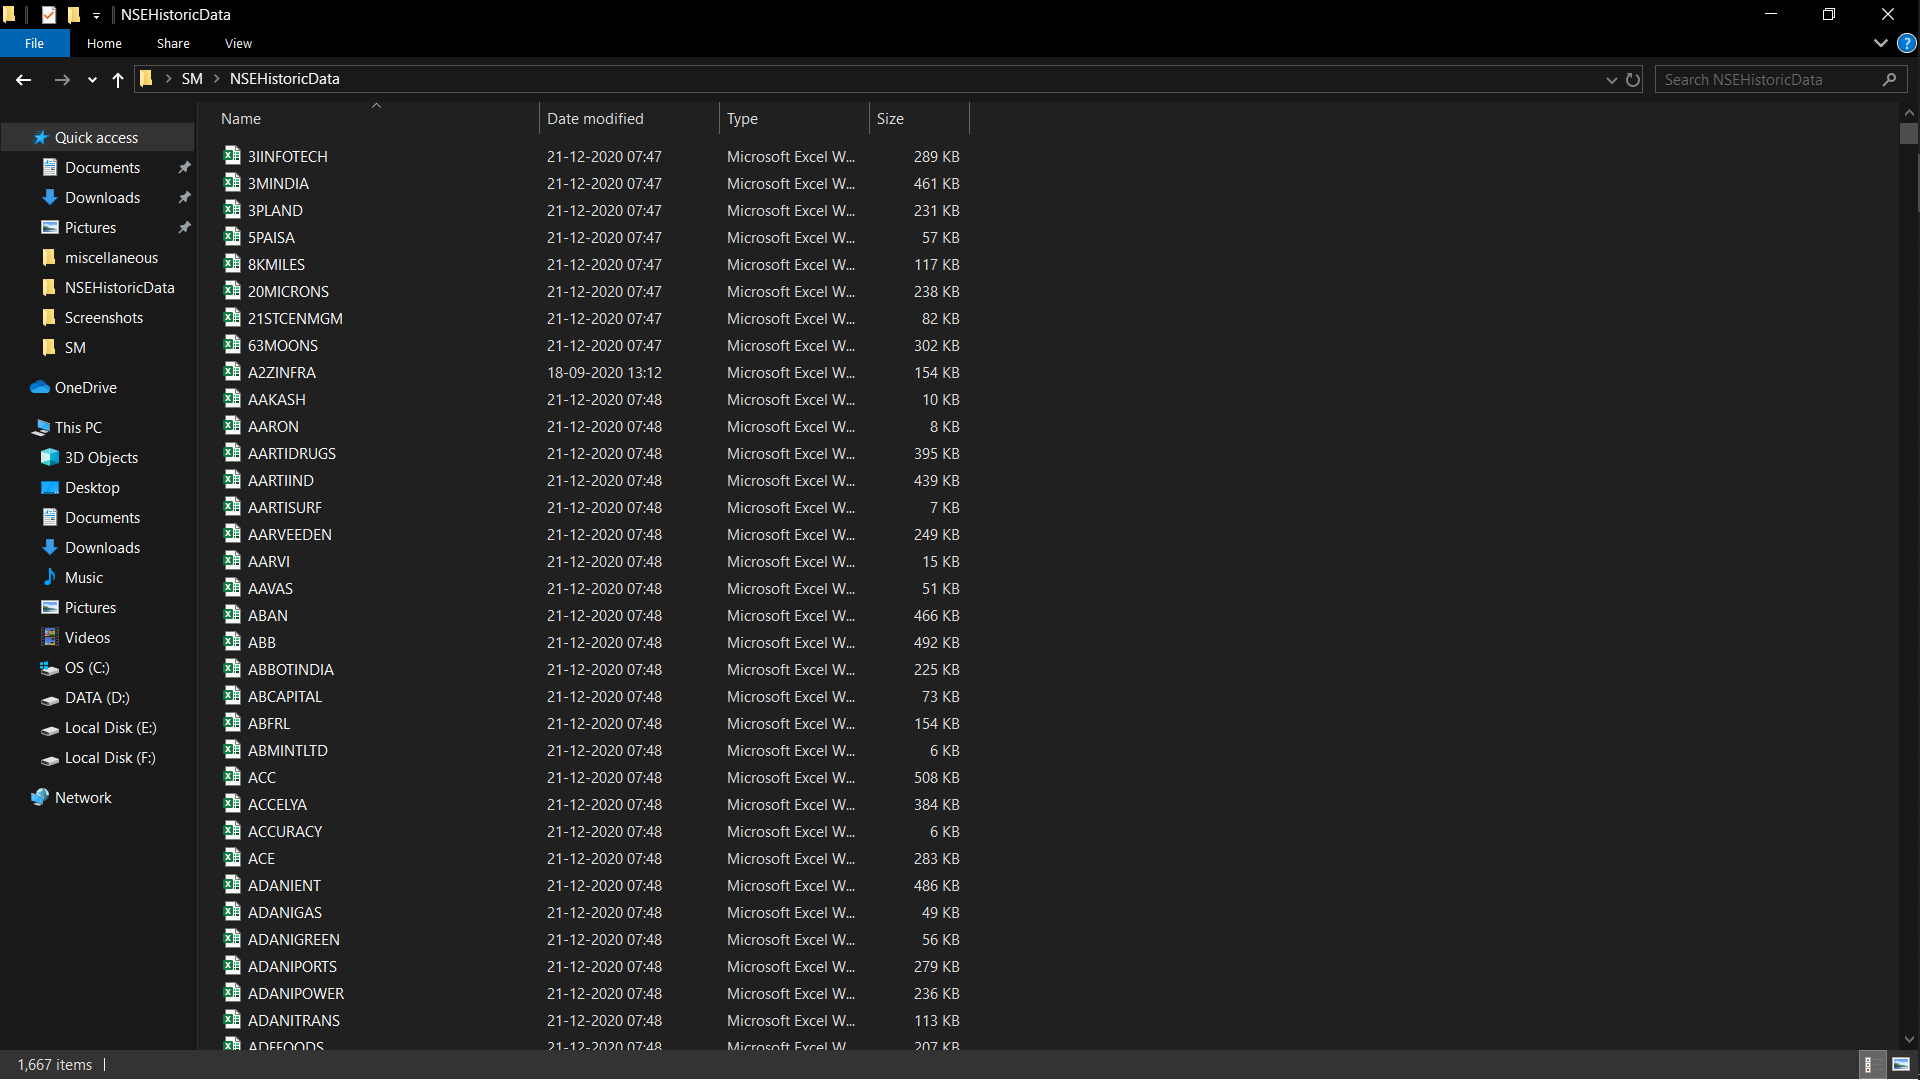 NSEHistoricData
File Home Share View
SM NSEHistoricData
Search NSEHistoricData
Quick access
Documents
Downloads
Pictures
miscellaneous
NSEHistoricData
Screenshots
SM
OneDrive
This PC
3D Objects
Desktop
Documents
Downloads
Music
Pictures
Videos
OS (C:)
DATA (D:)
Local Disk (E:)
Local Disk (F:)
Network
Name Date modified Type Size
3IINFOTECH 21-12-2020 07:47 Microsoft Excel W... 289 KB
3MINDIA 21-12-2020 07:47 Microsoft Excel W... 461 KB
3PLAND 21-12-2020 07:47 Microsoft Excel W... 231 KB
5PAISA 21-12-2020 07:47 Microsoft Excel W... 57 KB
8KMILES 21-12-2020 07:47 Microsoft Excel W... 117 KB
20MICRONS 21-12-2020 07:47 Microsoft Excel W... 238 KB
21STCENMGM 21-12-2020 07:47 Microsoft Excel W... 82 KB
63MOONS 21-12-2020 07:47 Microsoft Excel W... 302 KB
A2ZINFRA 18-09-2020 13:12 Microsoft Excel W... 154 KB
AAKASH 21-12-2020 07:48 Microsoft Excel W... 10 KB
AARON 21-12-2020 07:48 Microsoft Excel W... 8 KB
AARTIDRUGS 21-12-2020 07:48 Microsoft Excel W... 395 KB
AARTIIND 21-12-2020 07:48 Microsoft Excel W... 439 KB
AARTISURF 21-12-2020 07:48 Microsoft Excel W... 7 KB
AARVEEDEN 21-12-2020 07:48 Microsoft Excel W... 249 KB
AARVI 21-12-2020 07:48 Microsoft Excel W... 15 KB
AAVAS 21-12-2020 07:48 Microsoft Excel W... 51 KB
ABAN 21-12-2020 07:48 Microsoft Excel W... 466 KB
ABB 21-12-2020 07:48 Microsoft Excel W... 492 KB
ABBOTINDIA 21-12-2020 07:48 Microsoft Excel W... 225 KB
ABCAPITAL 21-12-2020 07:48 Microsoft Excel W... 73 KB
ABFRL 21-12-2020 07:48 Microsoft Excel W... 154 KB
ABMINTLTD 21-12-2020 07:48 Microsoft Excel W... 6 KB
ACC 21-12-2020 07:48 Microsoft Excel W... 508 KB
ACCELYA 21-12-2020 07:48 Microsoft Excel W... 384 KB
ACCURACY 21-12-2020 07:48 Microsoft Excel W... 6 KB
ACE 21-12-2020 07:48 Microsoft Excel W... 283 KB
ADANIENT 21-12-2020 07:48 Microsoft Excel W... 486 KB
ADANIGAS 21-12-2020 07:48 Microsoft Excel W... 49 KB
ADANIGREEN 21-12-2020 07:48 Microsoft Excel W... 56 KB
ADANIPORTS 21-12-2020 07:48 Microsoft Excel W... 279 KB
ADANIPOWER 21-12-2020 07:48 Microsoft Excel W... 236 KB
ADANITRANS 21-12-2020 07:48 Microsoft Excel W... 113 KB
ADFFOODS 21-12-2020 07:48 Microsoft Excel W... 207 KB
1,667 items